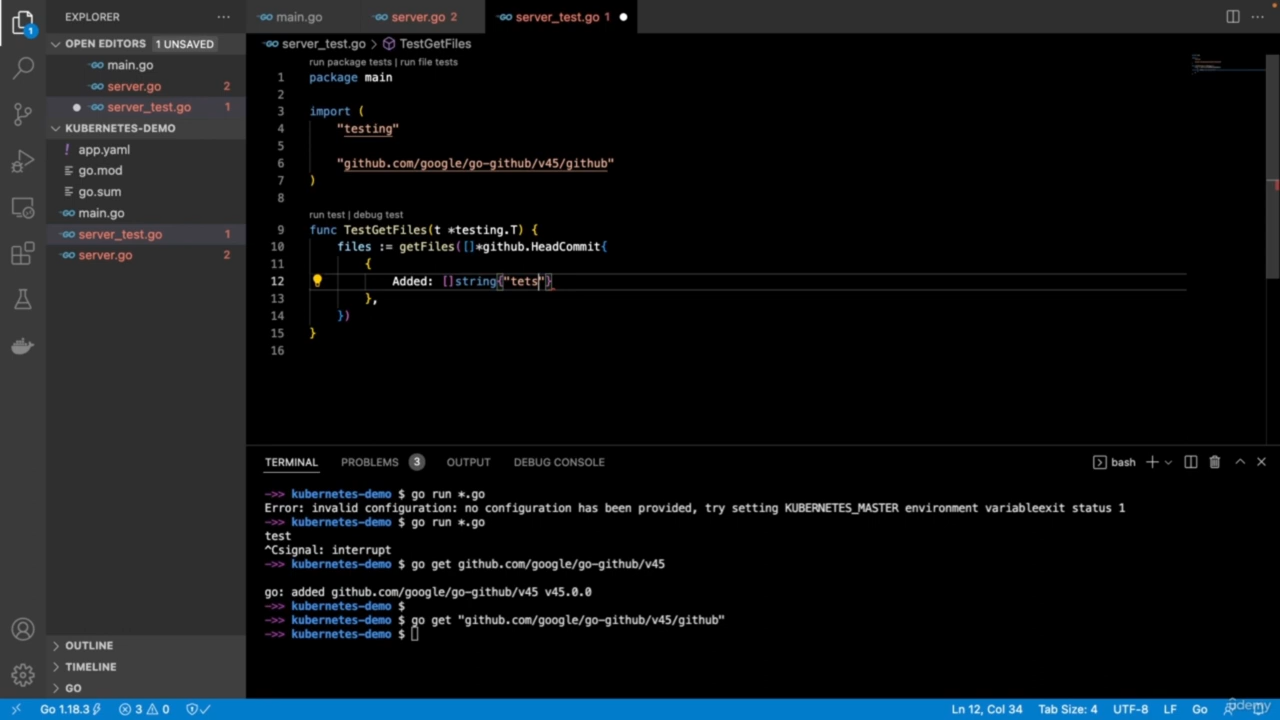 EXPLORER
main.go
server.go 2
server_test.go 1
OPEN EDITORS 1 UNSAVED
main.go
server.go 2
server_test.go 1
KUBERNETES-DEMO
app.yaml
go.mod
go.sum
main.go
server_test.go 1
server.go 2
OUTLINE
TIMELINE
GO
1
server_test.go > TestGetFiles
run package tests | run file tests
1 package main
2
3 import (
4 "testing"
5
6 "github.com/google/go-github/v45/github"
7 )
8
run test | debug test
9 func TestGetFiles(t *testing.T) {
10 files := getFiles([]*github.HeadCommit{
11 {
12 Added: []string{"tets"}
13 },
14 })
15 }
16
TERMINAL PROBLEMS 3 OUTPUT DEBUG CONSOLE bash
->> kubernetes-demo $ go run *.go
Error: invalid configuration: no configuration has been provided, try setting KUBERNETES_MASTER environment variableexit status 1
->> kubernetes-demo $ go run *.go
test
^Csignal: interrupt
->> kubernetes-demo $ go get github.com/google/go-github/v45
go: added github.com/google/go-github/v45 v45.0.0
->> kubernetes-demo $
->> kubernetes-demo $ go get "github.com/google/go-github/v45/github"
->> kubernetes-demo $
Go 1.18.3 3 0 Ln 12, Col 34 Tab Size: 4 UTF-8 LF Go
udemy